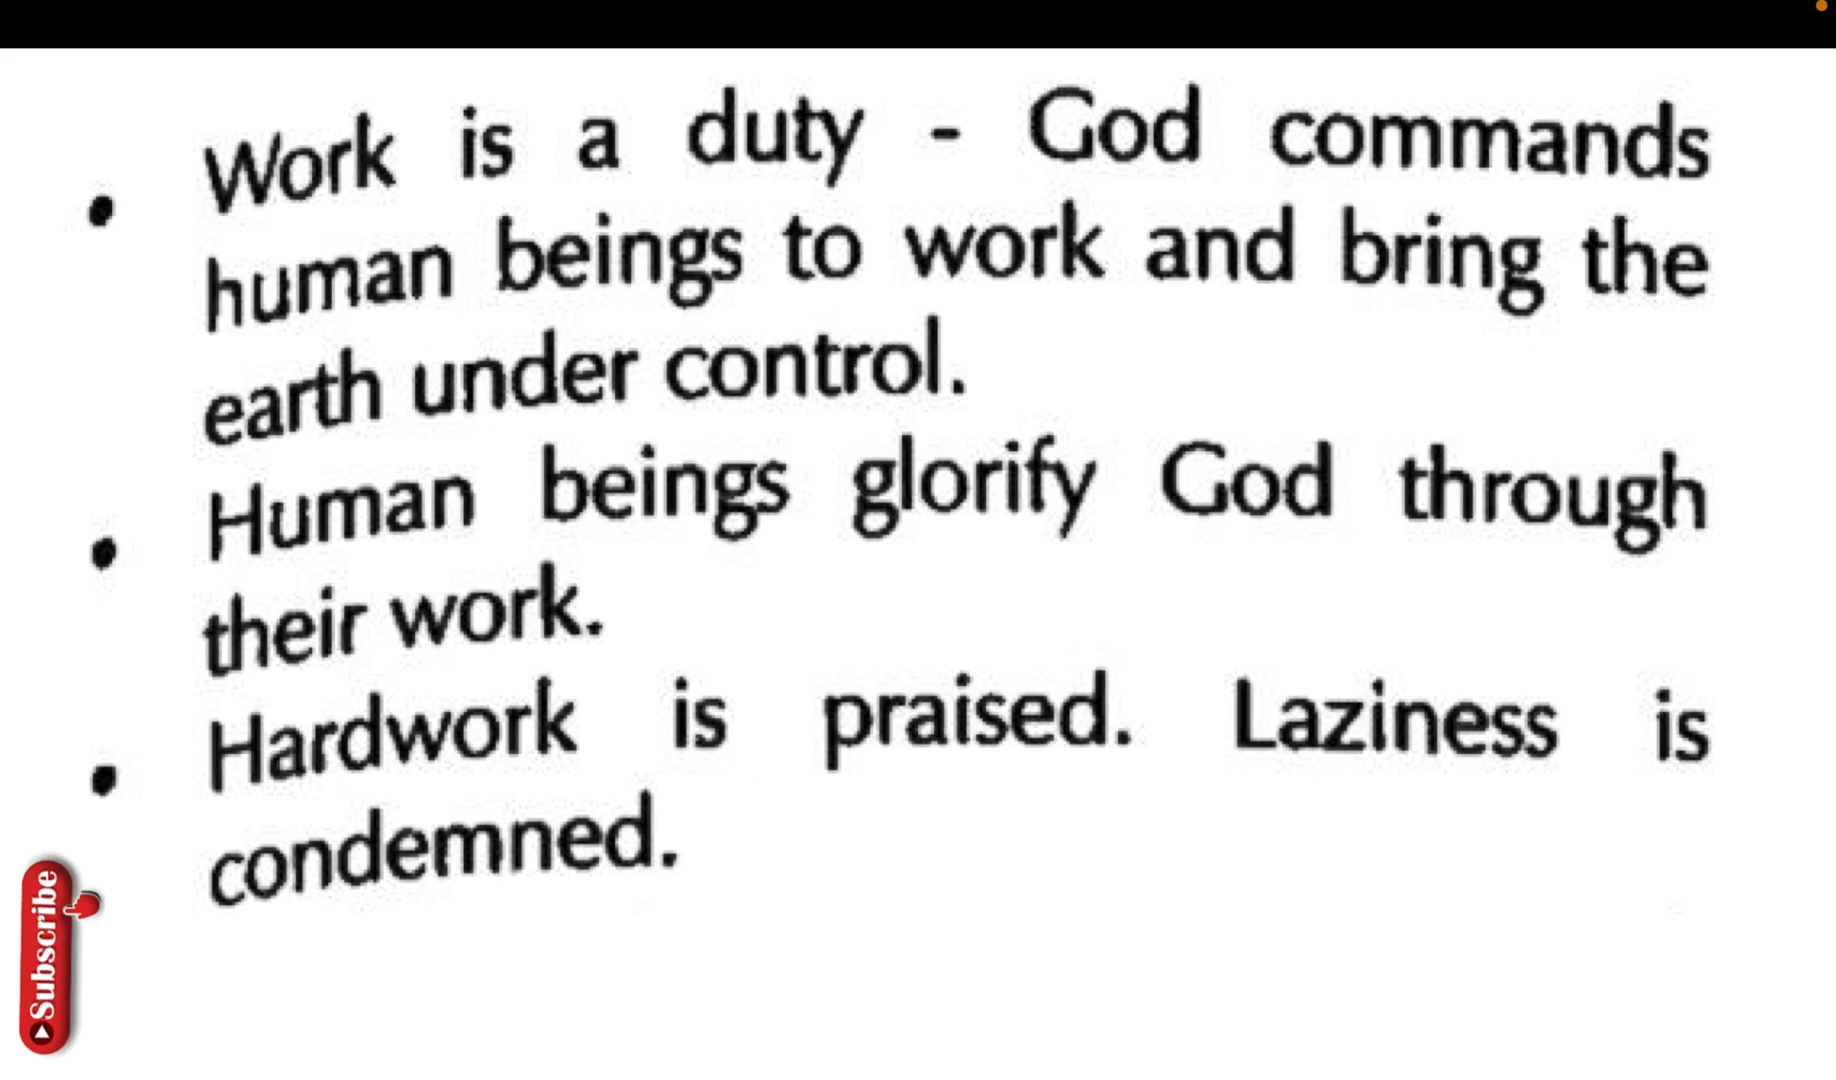 • Work is a duty - God commands
human beings to work and bring the
earth under control.
• Human beings glorify God through
their work.
• Hardwork is praised. Laziness is
condemned.
Subscribe